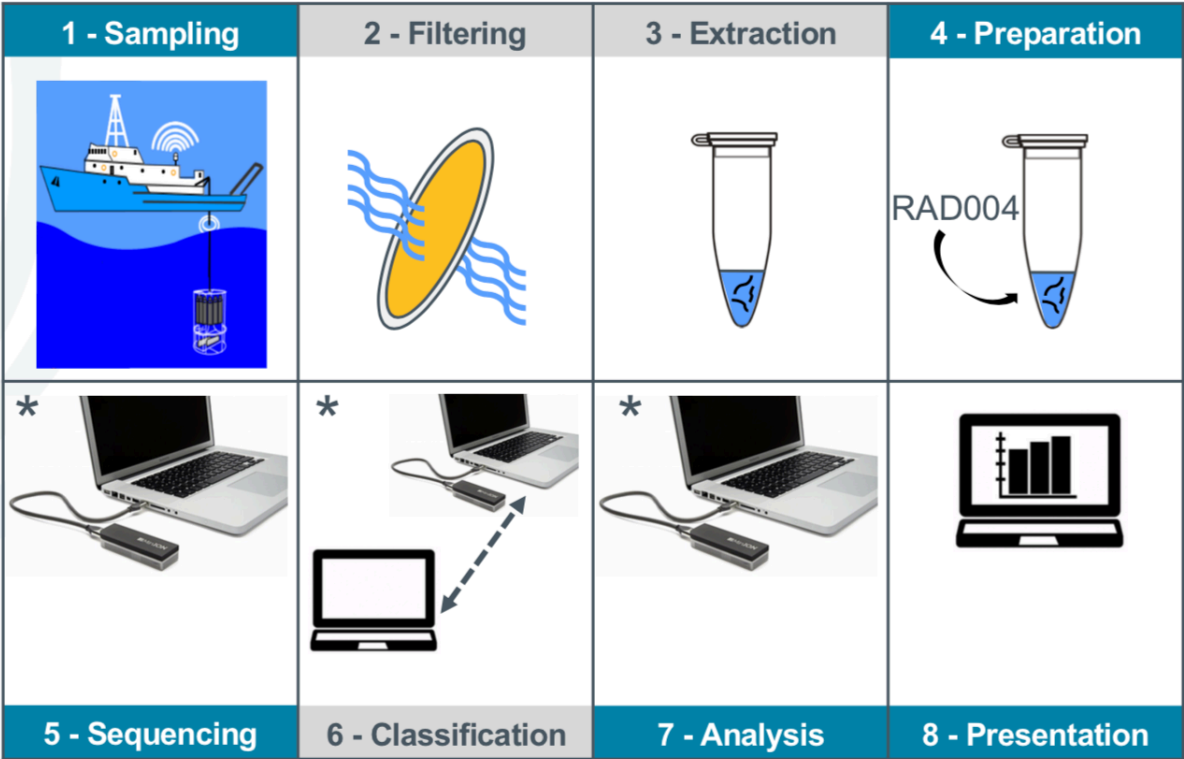 1 - Sampling
2 - Filtering
3 - Extraction
4 - Preparation
RAD004
*
*
*
5 - Sequencing
6 - Classification
7 - Analysis
8 - Presentation